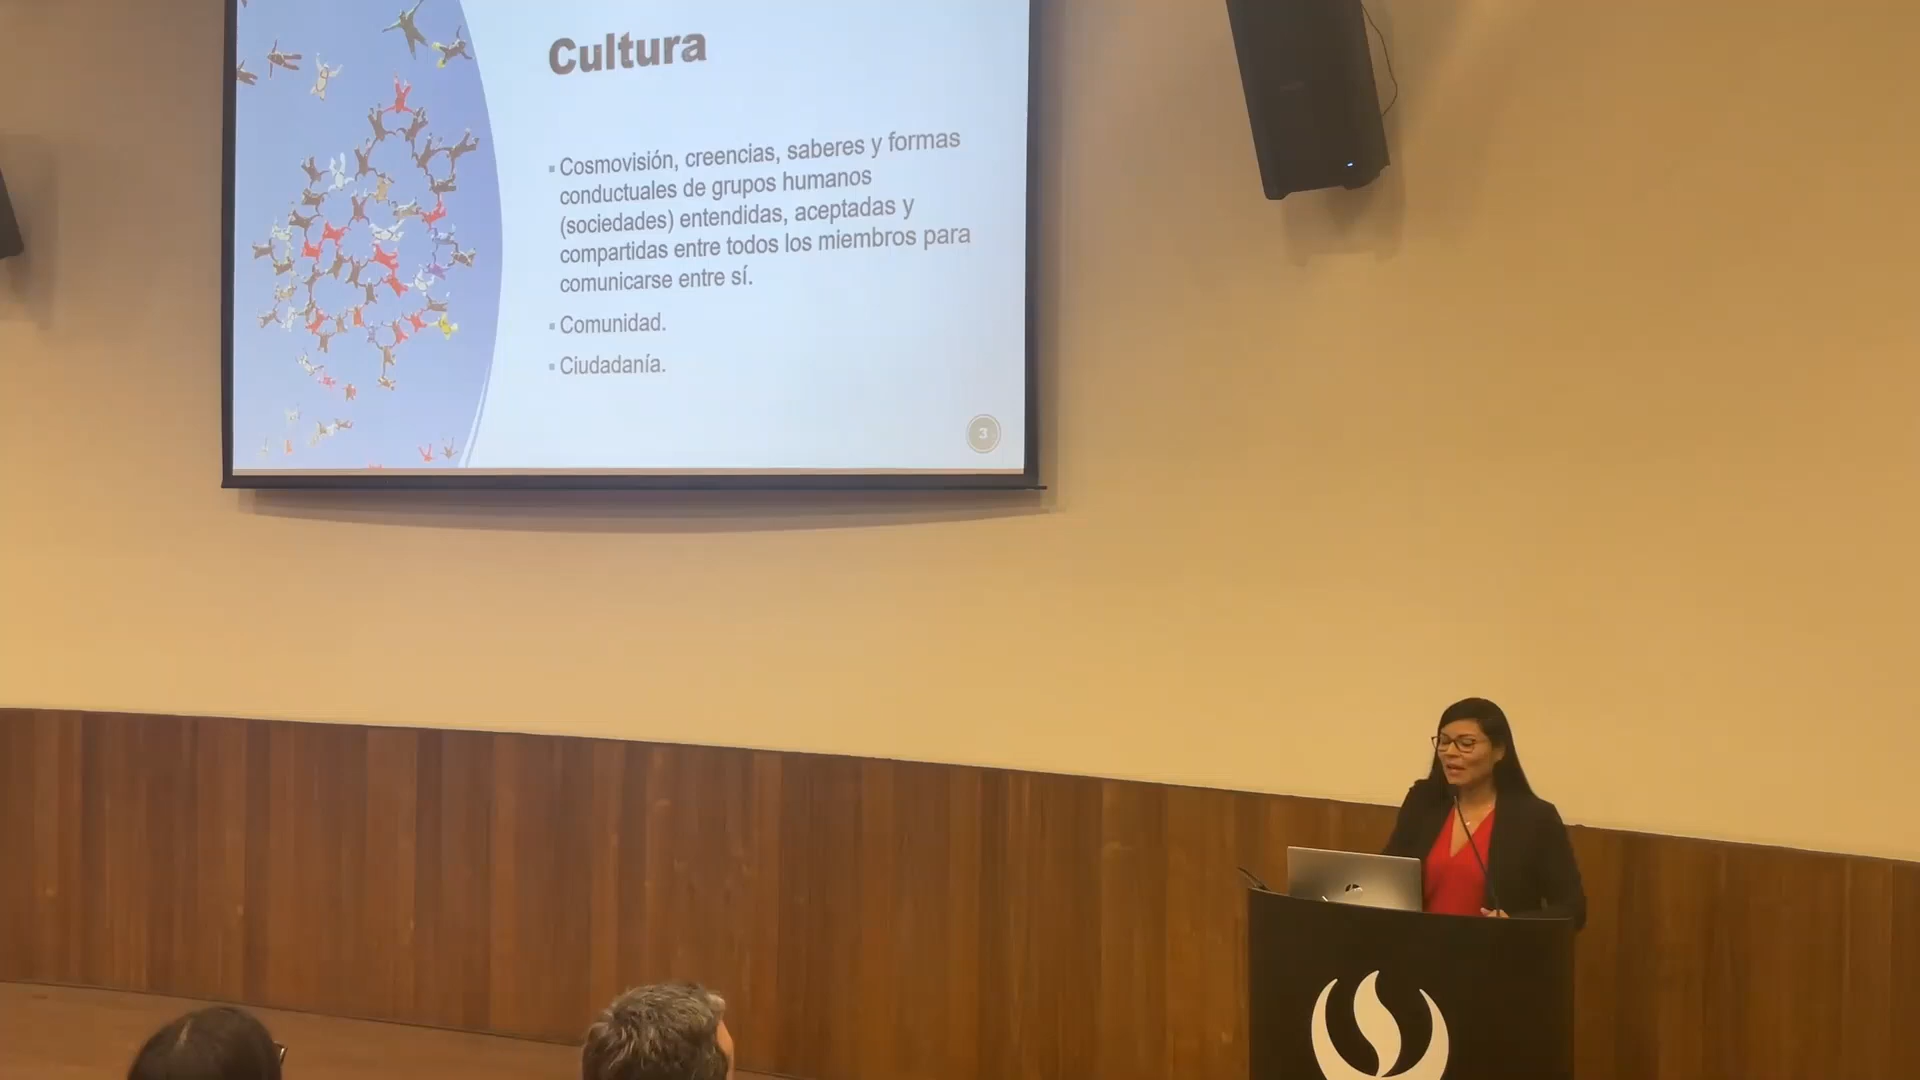 Cultura
▪ Cosmovisión, creencias, saberes y formas
conductuales de grupos humanos
(sociedades) entendidas, aceptadas y
compartidas entre todos los miembros para
comunicarse entre sí.
▪ Comunidad.
▪ Ciudadanía.
3